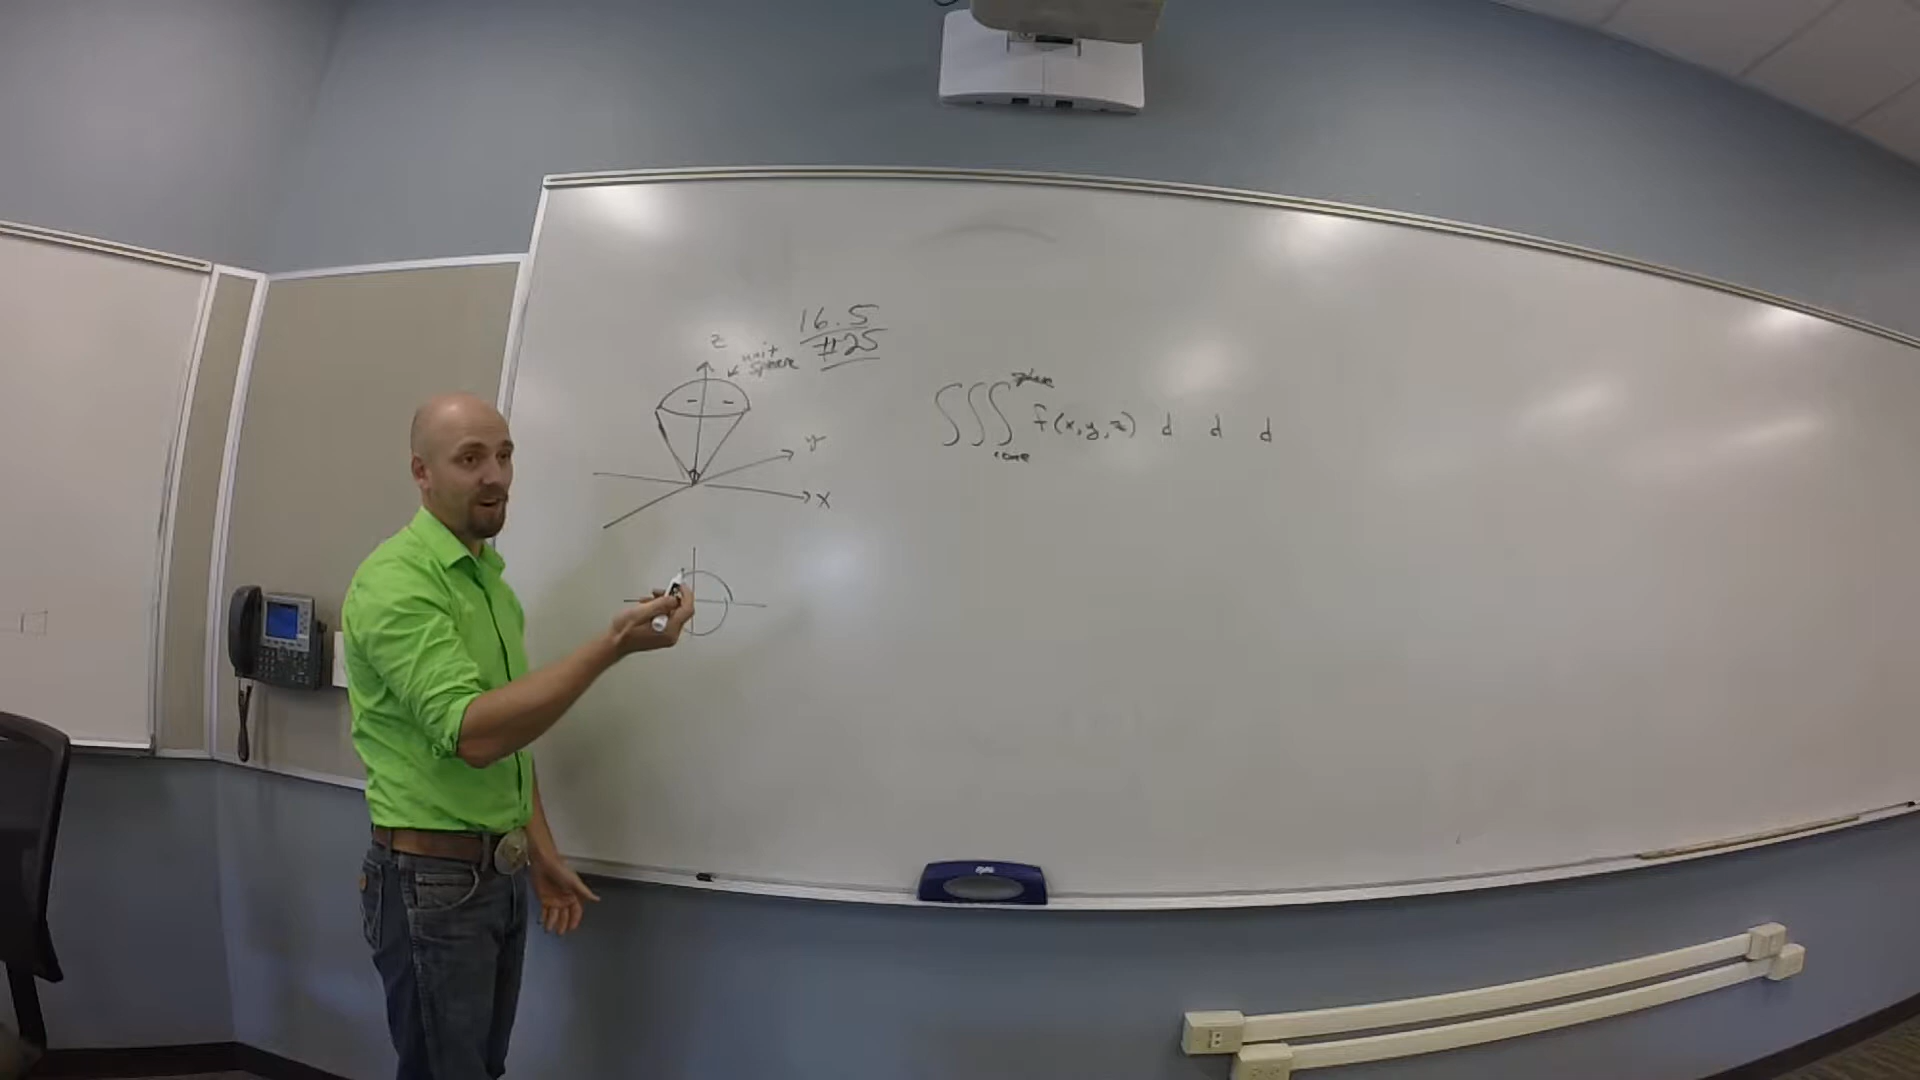 16.5
#25
z
unit
sphere
y
x
sphere
∭ f(x,y,z) d d d
cone